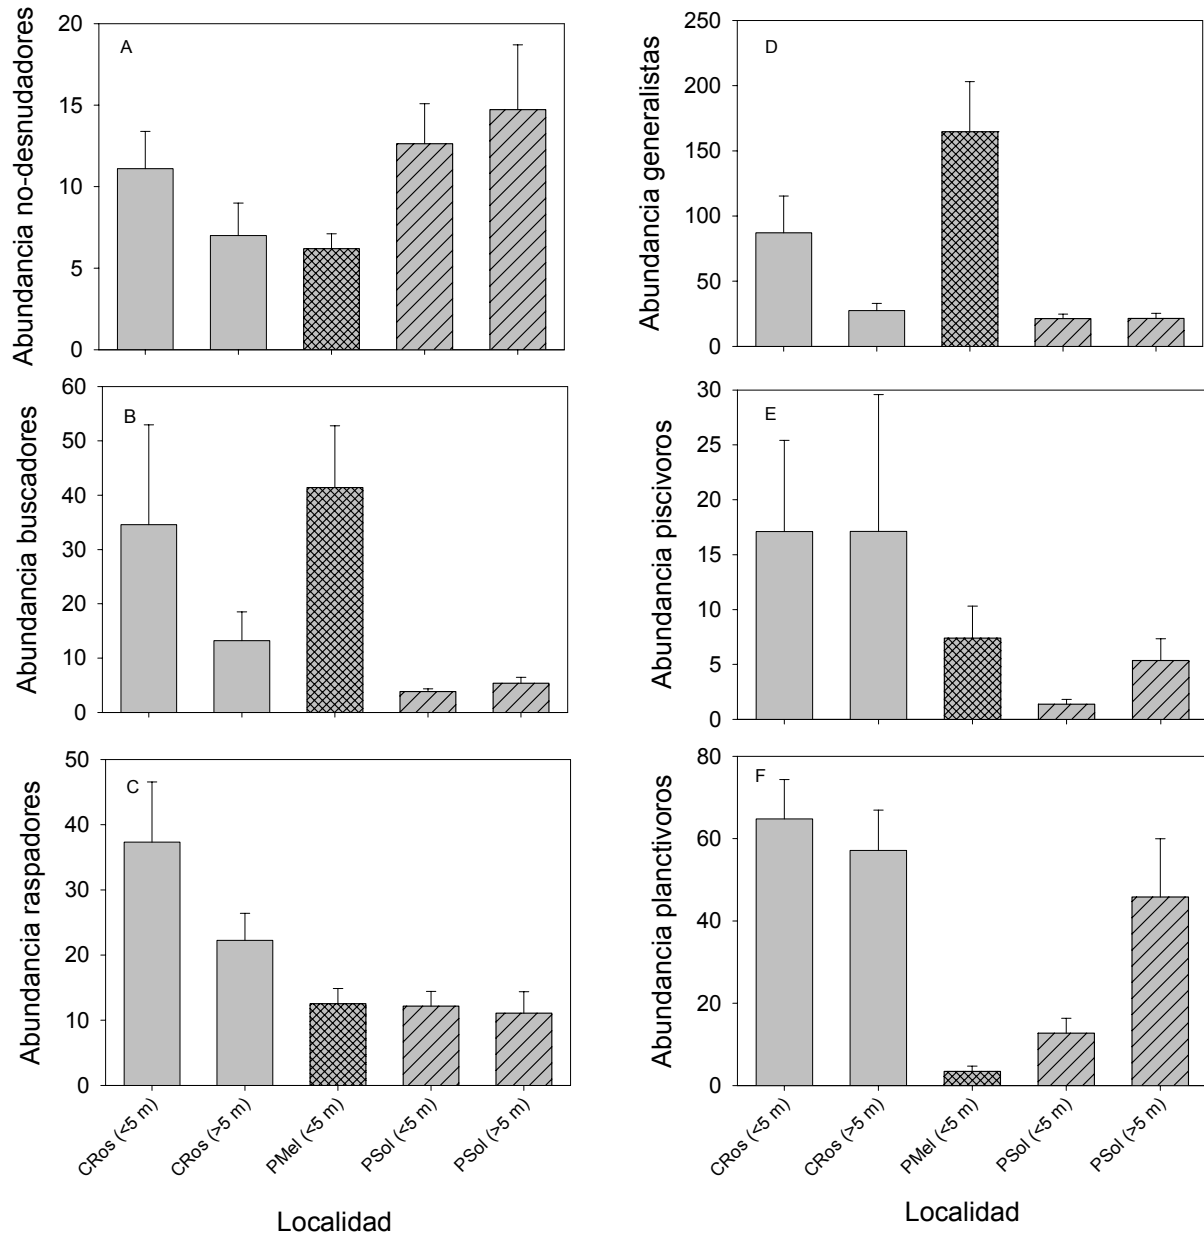 Abundancia no-desnudadores
A
20
15
10
5
0
Abundancia buscadores
B
60
50
40
30
20
10
0
Abundancia raspadores
C
50
40
30
20
10
0
CRos (<5 m)
CRos (>5 m)
PMel (<5 m)
PSol (<5 m)
PSol (>5 m)
Localidad
Abundancia generalistas
D
250
200
150
100
50
0
Abundancia piscivoros
E
30
25
20
15
10
5
0
Abundancia planctivoros
F
80
60
40
20
0
CRos (<5 m)
CRos (>5 m)
PMel (<5 m)
PSol (<5 m)
PSol (>5 m)
Localidad